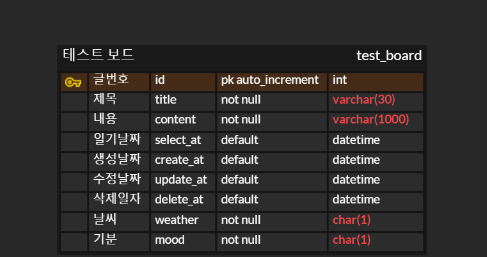 테스트 보드 test_board
글번호 id pk auto_increment int
제목 title not null varchar(30)
내용 content not null varchar(1000)
일기날짜 select_at default datetime
생성날짜 create_at default datetime
수정날짜 update_at default datetime
삭제일자 delete_at default datetime
날씨 weather not null char(1)
기분 mood not null char(1)